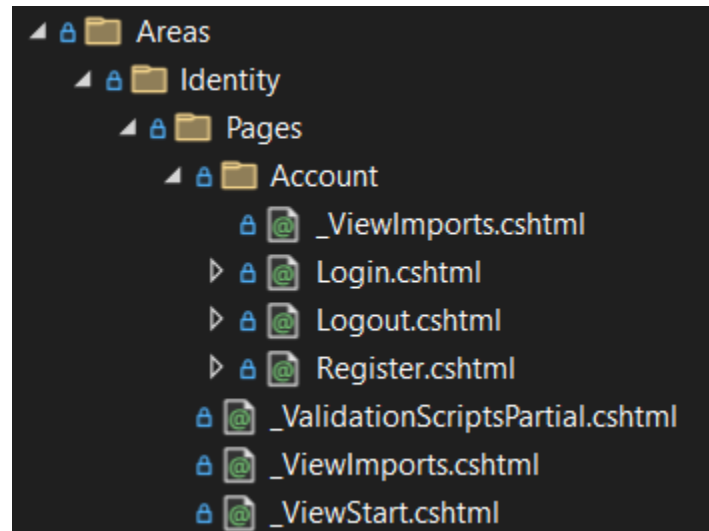 Areas
Identity
Pages
Account
_ViewImports.cshtml
Login.cshtml
Logout.cshtml
Register.cshtml
_ValidationScriptsPartial.cshtml
_ViewImports.cshtml
_ViewStart.cshtml